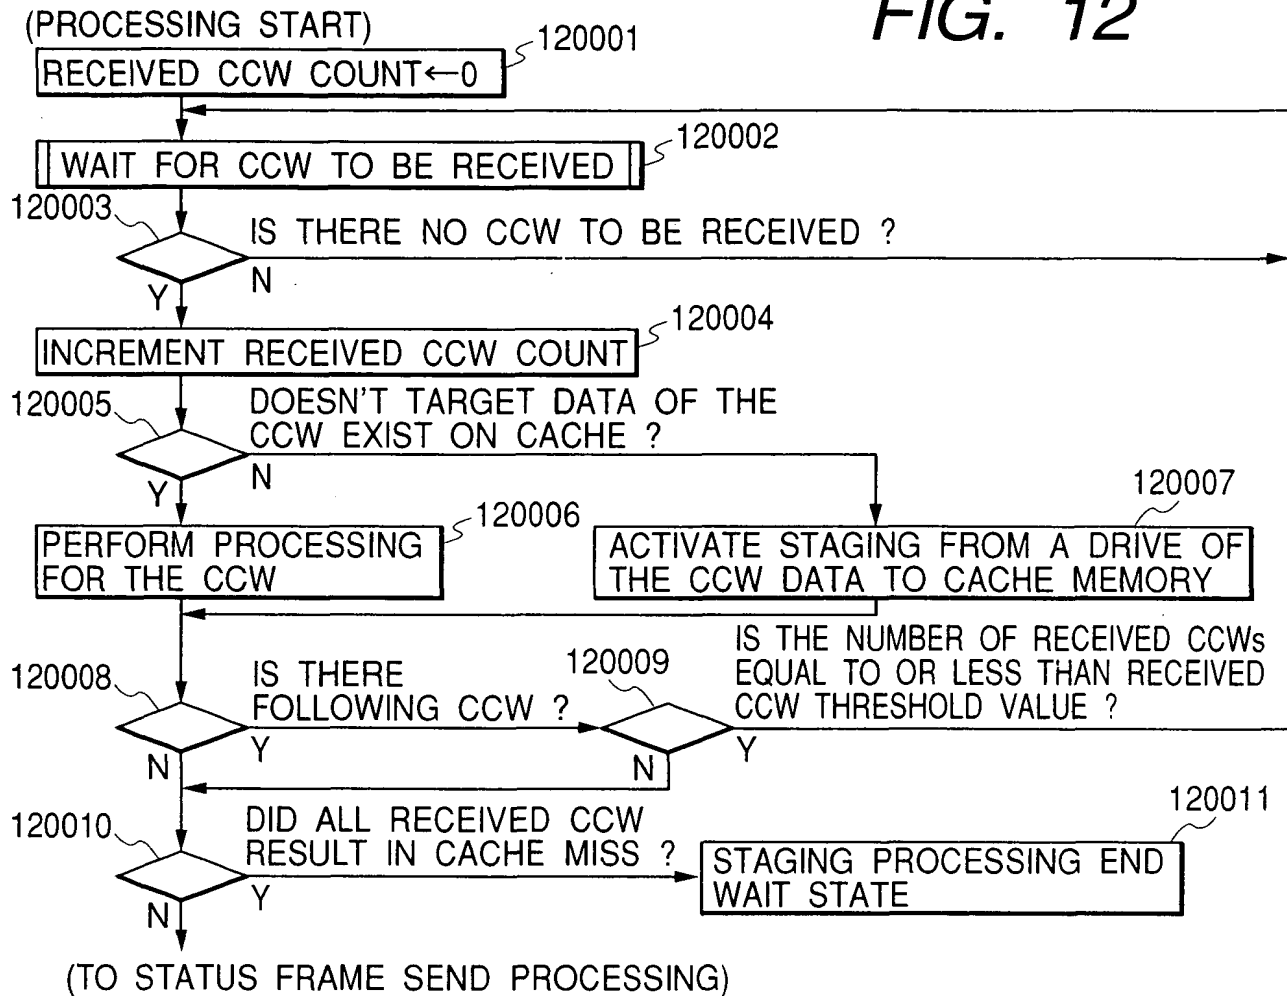 (PROCESSING START)
FIG. 12
120001
RECEIVED CCW COUNT←0
120002
WAIT FOR CCW TO BE RECEIVED
120003
IS THERE NO CCW TO BE RECEIVED ?
N
Y
120004
INCREMENT RECEIVED CCW COUNT
120005
DOESN'T TARGET DATA OF THE
CCW EXIST ON CACHE ?
N
Y
120006
PERFORM PROCESSING
FOR THE CCW
120007
ACTIVATE STAGING FROM A DRIVE OF
THE CCW DATA TO CACHE MEMORY
120008
IS THERE
FOLLOWING CCW ?
Y
N
120009
IS THE NUMBER OF RECEIVED CCWs
EQUAL TO OR LESS THAN RECEIVED
CCW THRESHOLD VALUE ?
Y
N
120010
DID ALL RECEIVED CCW
RESULT IN CACHE MISS ?
Y
N
120011
STAGING PROCESSING END
WAIT STATE
(TO STATUS FRAME SEND PROCESSING)